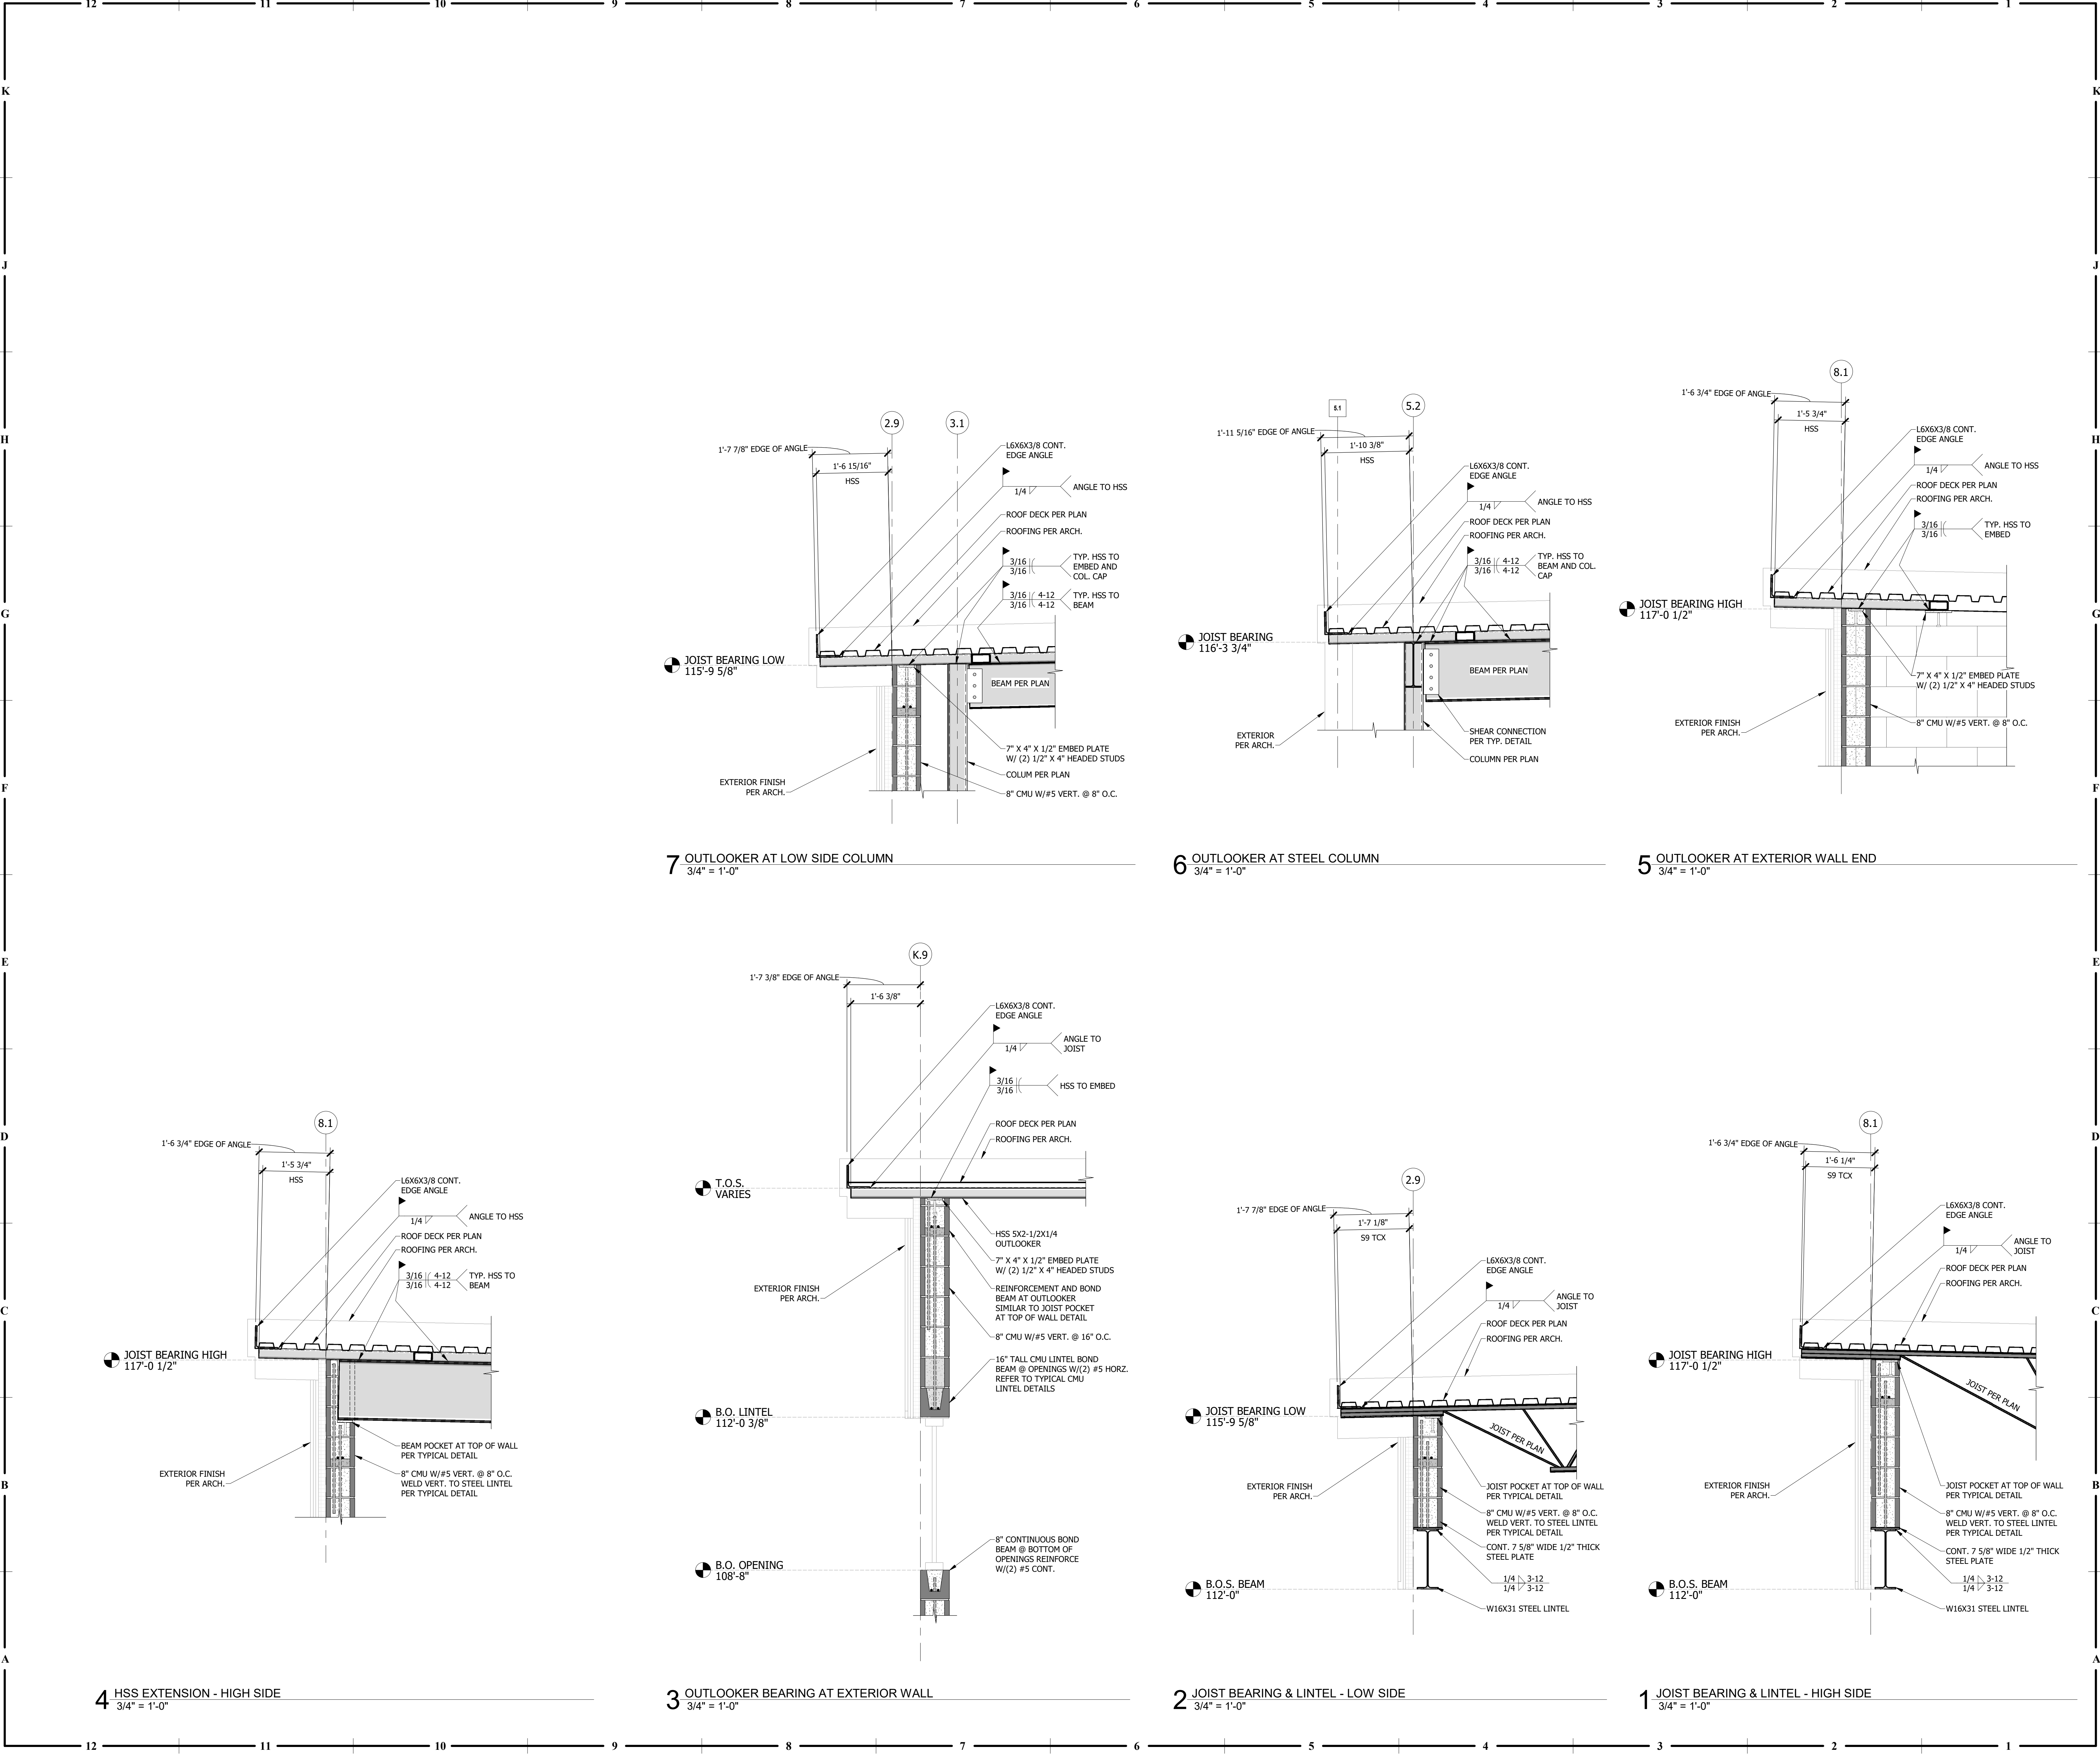 12 11 10 9 8 7 6 5 4 3 2 1
K
J
H
G
F
E
D
C
B
A
2.9
3.1
1'-7 7/8" EDGE OF ANGLE
1'-6 15/16"
HSS
L6X6X3/8 CONT.
EDGE ANGLE
1/4
ANGLE TO HSS
ROOF DECK PER PLAN
ROOFING PER ARCH.
3/16
3/16
TYP. HSS TO
EMBED AND
COL. CAP
3/16 4-12
3/16 4-12
TYP. HSS TO
BEAM
JOIST BEARING LOW
115'-9 5/8"
BEAM PER PLAN
7" X 4" X 1/2" EMBED PLATE
W/ (2) 1/2" X 4" HEADED STUDS
COLUM PER PLAN
8" CMU W/#5 VERT. @ 8" O.C.
EXTERIOR FINISH
PER ARCH.
7 OUTLOOKER AT LOW SIDE COLUMN
3/4" = 1'-0"
5.1
5.2
1'-11 5/16" EDGE OF ANGLE
1'-10 3/8"
HSS
L6X6X3/8 CONT.
EDGE ANGLE
1/4
ANGLE TO HSS
ROOF DECK PER PLAN
ROOFING PER ARCH.
3/16 4-12
3/16 4-12
TYP. HSS TO
BEAM AND COL.
CAP
JOIST BEARING
116'-3 3/4"
BEAM PER PLAN
SHEAR CONNECTION
PER TYP. DETAIL
COLUMN PER PLAN
EXTERIOR
PER ARCH.
6 OUTLOOKER AT STEEL COLUMN
3/4" = 1'-0"
8.1
1'-6 3/4" EDGE OF ANGLE
1'-5 3/4"
HSS
L6X6X3/8 CONT.
EDGE ANGLE
1/4
ANGLE TO HSS
ROOF DECK PER PLAN
ROOFING PER ARCH.
3/16
3/16
TYP. HSS TO
EMBED
JOIST BEARING HIGH
117'-0 1/2"
7" X 4" X 1/2" EMBED PLATE
W/ (2) 1/2" X 4" HEADED STUDS
8" CMU W/#5 VERT. @ 8" O.C.
EXTERIOR FINISH
PER ARCH.
5 OUTLOOKER AT EXTERIOR WALL END
3/4" = 1'-0"
8.1
1'-6 3/4" EDGE OF ANGLE
1'-5 3/4"
HSS
L6X6X3/8 CONT.
EDGE ANGLE
1/4
ANGLE TO HSS
ROOF DECK PER PLAN
ROOFING PER ARCH.
3/16 4-12
3/16 4-12
TYP. HSS TO
BEAM
JOIST BEARING HIGH
117'-0 1/2"
BEAM POCKET AT TOP OF WALL
PER TYPICAL DETAIL
8" CMU W/#5 VERT. @ 8" O.C.
WELD VERT. TO STEEL LINTEL
PER TYPICAL DETAIL
EXTERIOR FINISH
PER ARCH.
4 HSS EXTENSION - HIGH SIDE
3/4" = 1'-0"
K.9
1'-7 3/8" EDGE OF ANGLE
1'-6 3/8"
L6X6X3/8 CONT.
EDGE ANGLE
1/4
ANGLE TO
JOIST
3/16
3/16
HSS TO EMBED
ROOF DECK PER PLAN
ROOFING PER ARCH.
T.O.S.
VARIES
HSS 5X2-1/2X1/4
OUTLOOKER
7" X 4" X 1/2" EMBED PLATE
W/ (2) 1/2" X 4" HEADED STUDS
REINFORCEMENT AND BOND
BEAM AT OUTLOOKER
SIMILAR TO JOIST POCKET
AT TOP OF WALL DETAIL
8" CMU W/#5 VERT. @ 16" O.C.
16" TALL CMU LINTEL BOND
BEAM @ OPENINGS W/(2) #5 HORZ.
REFER TO TYPICAL CMU
LINTEL DETAILS
EXTERIOR FINISH
PER ARCH.
B.O. LINTEL
112'-0 3/8"
8" CONTINUOUS BOND
BEAM @ BOTTOM OF
OPENINGS REINFORCE
W/(2) #5 CONT.
B.O. OPENING
108'-8"
3 OUTLOOKER BEARING AT EXTERIOR WALL
3/4" = 1'-0"
2.9
1'-7 7/8" EDGE OF ANGLE
1'-7 1/8"
S9 TCX
L6X6X3/8 CONT.
EDGE ANGLE
1/4
ANGLE TO
JOIST
ROOF DECK PER PLAN
ROOFING PER ARCH.
JOIST BEARING LOW
115'-9 5/8"
JOIST PER PLAN
JOIST POCKET AT TOP OF WALL
PER TYPICAL DETAIL
8" CMU W/#5 VERT. @ 8" O.C.
WELD VERT. TO STEEL LINTEL
PER TYPICAL DETAIL
CONT. 7 5/8" WIDE 1/2" THICK
STEEL PLATE
1/4 3-12
1/4 3-12
W16X31 STEEL LINTEL
EXTERIOR FINISH
PER ARCH.
B.O.S. BEAM
112'-0"
2 JOIST BEARING & LINTEL - LOW SIDE
3/4" = 1'-0"
8.1
1'-6 3/4" EDGE OF ANGLE
1'-6 1/4"
S9 TCX
L6X6X3/8 CONT.
EDGE ANGLE
1/4
ANGLE TO
JOIST
ROOF DECK PER PLAN
ROOFING PER ARCH.
JOIST BEARING HIGH
117'-0 1/2"
JOIST PER PLAN
JOIST POCKET AT TOP OF WALL
PER TYPICAL DETAIL
8" CMU W/#5 VERT. @ 8" O.C.
WELD VERT. TO STEEL LINTEL
PER TYPICAL DETAIL
CONT. 7 5/8" WIDE 1/2" THICK
STEEL PLATE
1/4 3-12
1/4 3-12
W16X31 STEEL LINTEL
EXTERIOR FINISH
PER ARCH.
B.O.S. BEAM
112'-0"
1 JOIST BEARING & LINTEL - HIGH SIDE
3/4" = 1'-0"
K
J
H
G
F
E
D
C
B
A
12 11 10 9 8 7 6 5 4 3 2 1